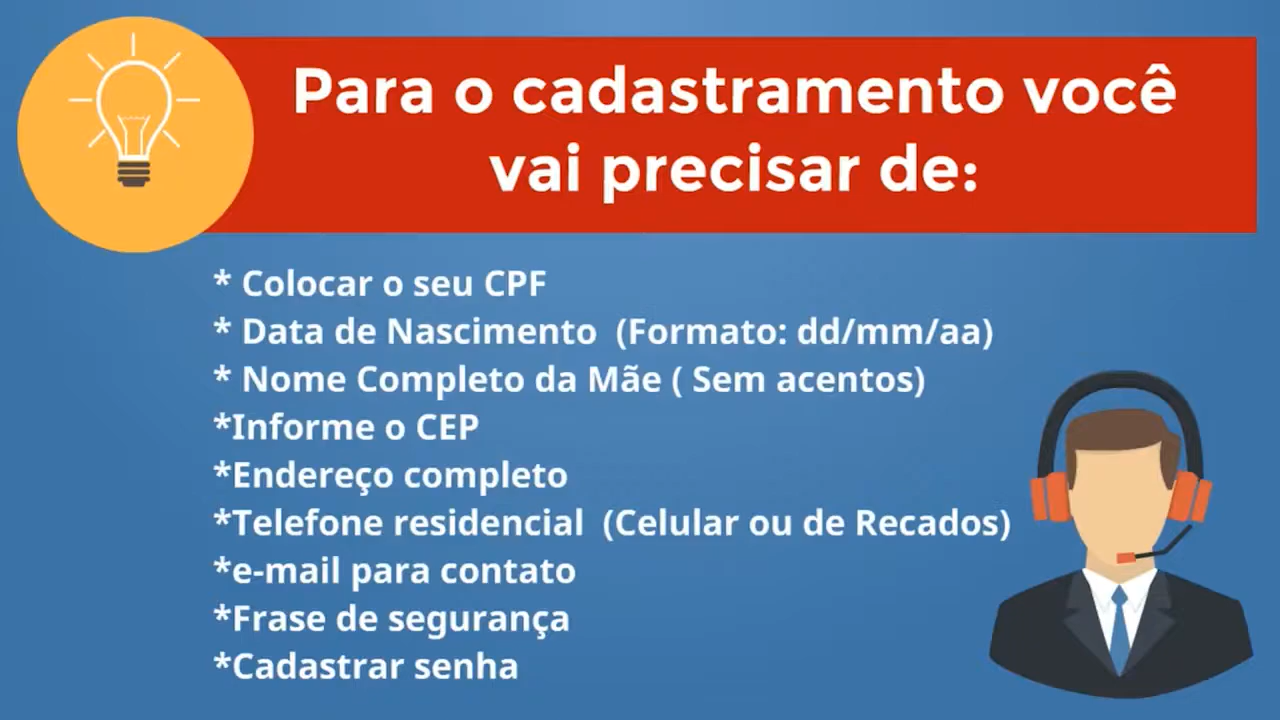 Para o cadastramento você
vai precisar de:
* Colocar o seu CPF
* Data de Nascimento  (Formato: dd/mm/aa)
* Nome Completo da Mãe ( Sem acentos)
*Informe o CEP
*Endereço completo
*Telefone residencial  (Celular ou de Recados)
*e-mail para contato
*Frase de segurança
*Cadastrar senha